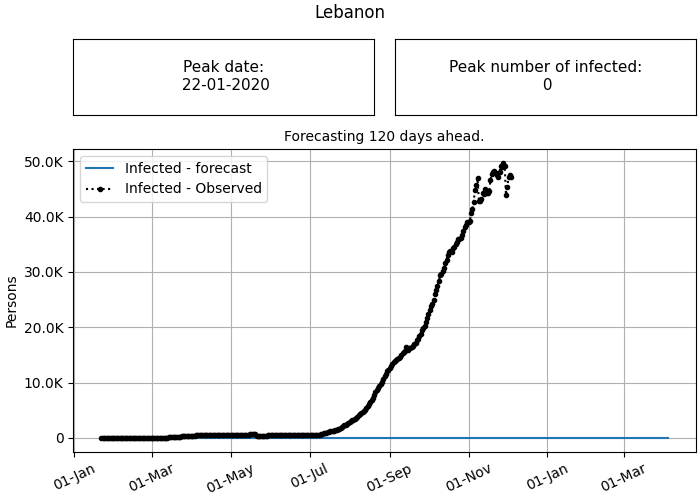 Lebanon
Peak date:
22-01-2020
Peak number of infected:
0
Forecasting 120 days ahead.
Infected - forecast
Infected - Observed
Persons
50.0K
40.0K
30.0K
20.0K
10.0K
0
01-Jan
01-Mar
01-May
01-Jul
01-Sep
01-Nov
01-Jan
01-Mar